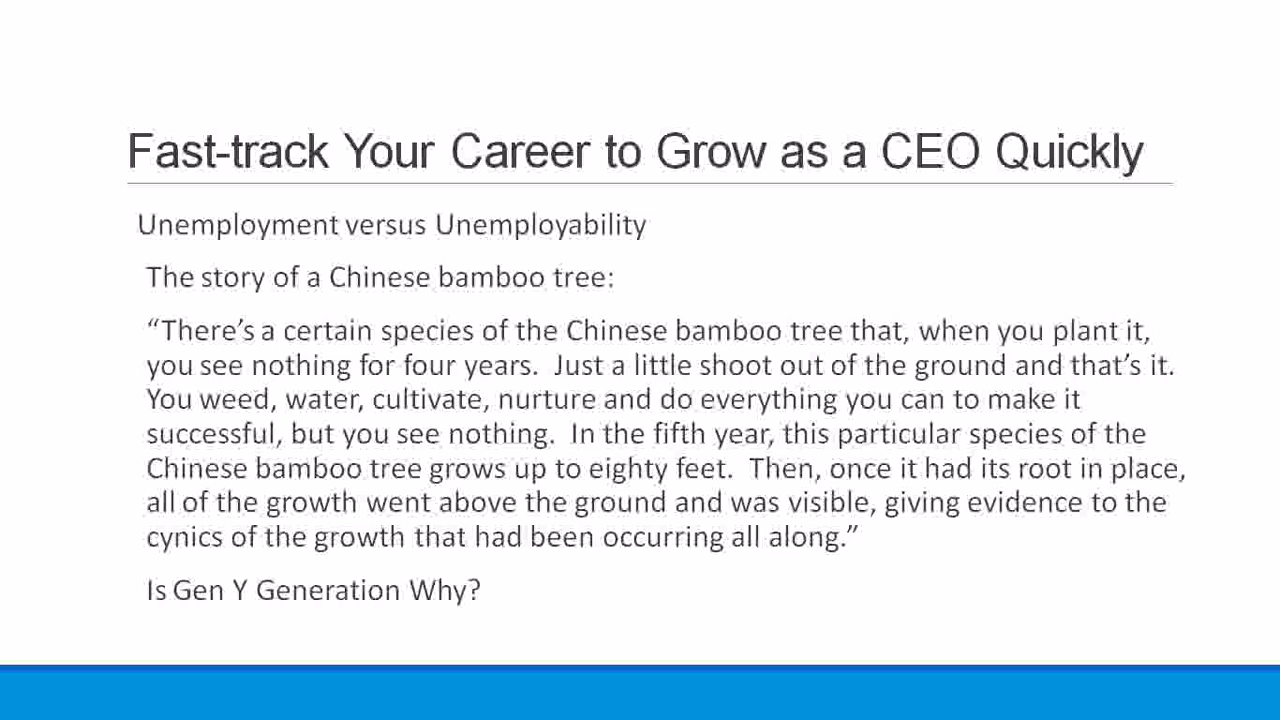 Fast-track Your Career to Grow as a CEO Quickly
Unemployment versus Unemployability
The story of a Chinese bamboo tree:
“There’s a certain species of the Chinese bamboo tree that, when you plant it,
you see nothing for four years.  Just a little shoot out of the ground and that’s it.
You weed, water, cultivate, nurture and do everything you can to make it
successful, but you see nothing.  In the fifth year, this particular species of the
Chinese bamboo tree grows up to eighty feet.  Then, once it had its root in place,
all of the growth went above the ground and was visible, giving evidence to the
cynics of the growth that had been occurring all along.”
Is Gen Y Generation Why?